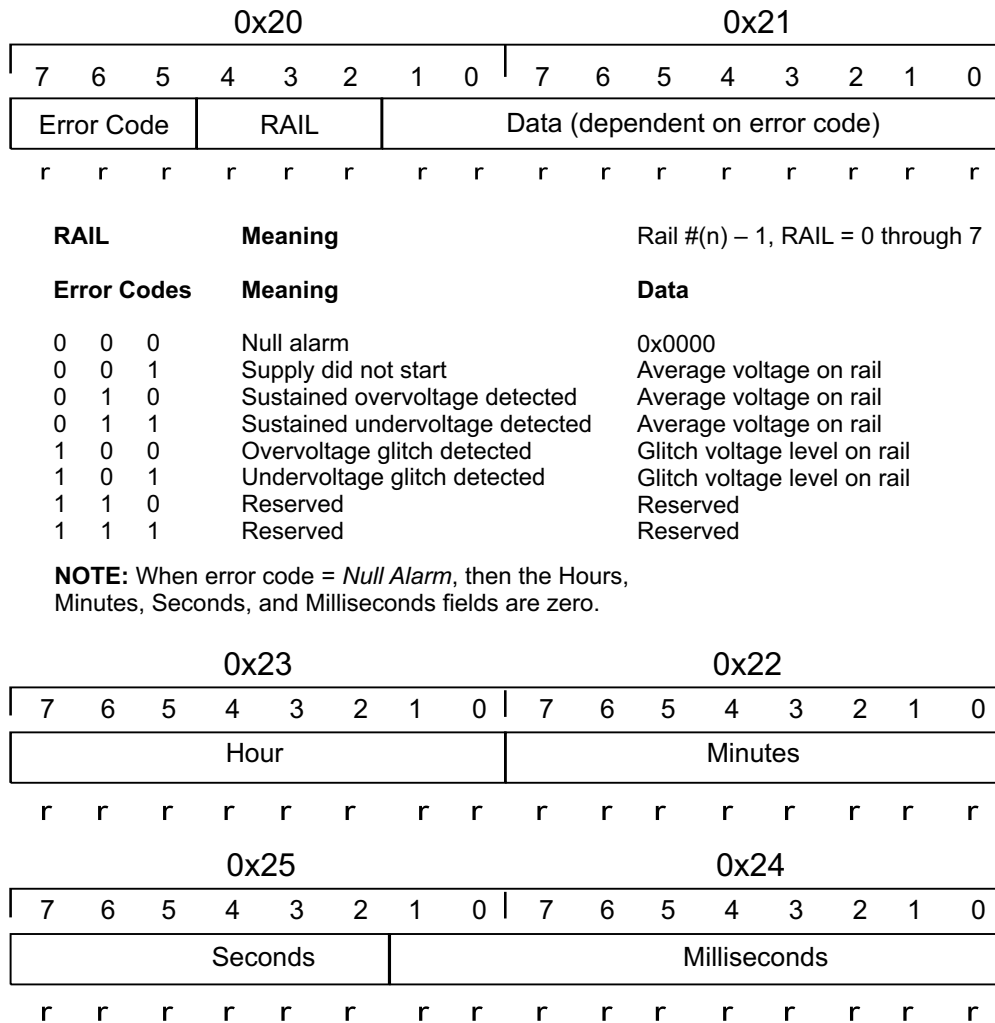 0x20 0x21
7 6 5 4 3 2 1 0 7 6 5 4 3 2 1 0
Error Code RAIL Data (dependent on error code)
r r r r r r r r r r r r r r r r
RAIL Meaning Rail #(n) – 1, RAIL = 0 through 7
Error Codes Meaning Data
0 0 0 Null alarm 0x0000
0 0 1 Supply did not start Average voltage on rail
0 1 0 Sustained overvoltage detected Average voltage on rail
0 1 1 Sustained undervoltage detected Average voltage on rail
1 0 0 Overvoltage glitch detected Glitch voltage level on rail
1 0 1 Undervoltage glitch detected Glitch voltage level on rail
1 1 0 Reserved Reserved
1 1 1 Reserved Reserved
NOTE: When error code = Null Alarm, then the Hours,
Minutes, Seconds, and Milliseconds fields are zero.
0x23 0x22
7 6 5 4 3 2 1 0 7 6 5 4 3 2 1 0
Hour Minutes
r r r r r r r r r r r r r r r r
0x25 0x24
7 6 5 4 3 2 1 0 7 6 5 4 3 2 1 0
Seconds Milliseconds
r r r r r r r r r r r r r r r r